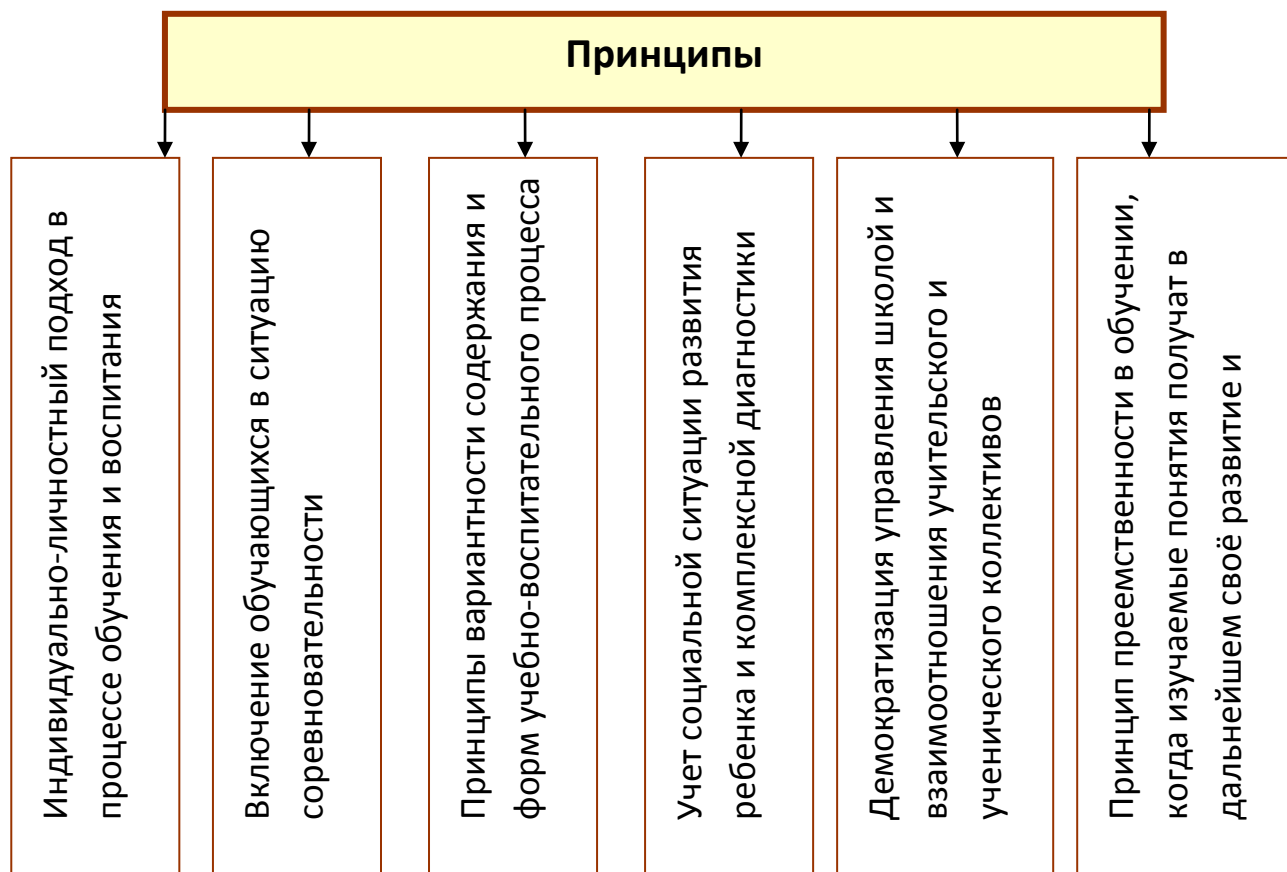 Принципы
Индивидуально-личностный подход в
процессе обучения и воспитания
Включение обучающихся в ситуацию
соревновательности
Принципы вариантности содержания и
форм учебно-воспитательного процесса
Учет социальной ситуации развития
ребенка и комплексной диагностики
Демократизация управления школой и
взаимоотношения учительского и
ученического коллективов
Принцип преемственности в обучении,
когда изучаемые понятия получат в
дальнейшем своё развитие и